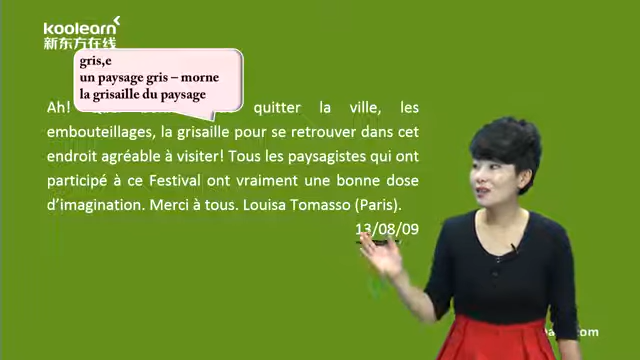 koolearn
新东方在线
gris,e
un paysage gris – morne
la grisaille du paysage
Ah! quitter la ville, les
embouteillages, la grisaille pour se retrouver dans cet
endroit agréable à visiter! Tous les paysagistes qui ont
participé à ce Festival ont vraiment une bonne dose
d’imagination. Merci à tous. Louisa Tomasso (Paris).
13/08/09